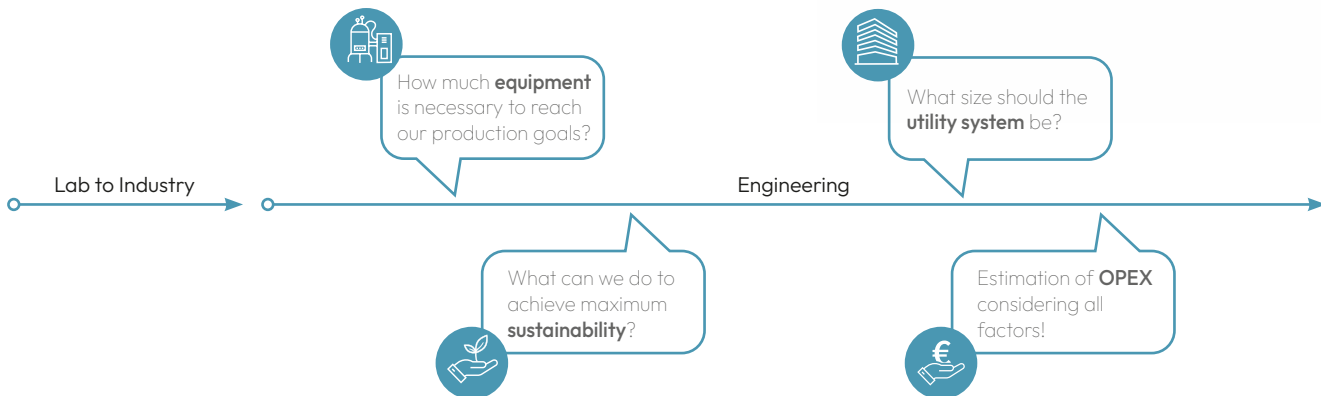 How much equipment
is necessary to reach
our production goals?
What size should the
utility system be?
Lab to Industry
Engineering
What can we do to
achieve maximum
sustainability?
Estimation of OPEX
considering all
factors!
€